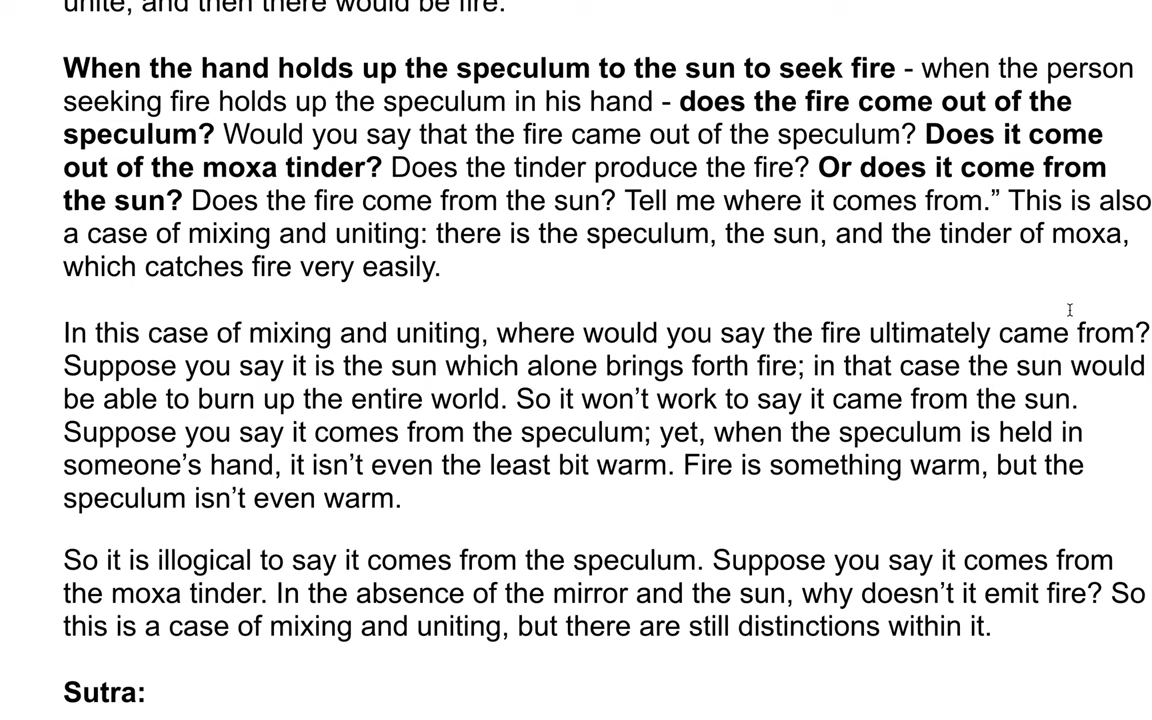 unite, and then there would be fire.
When the hand holds up the speculum to the sun to seek fire - when the person
seeking fire holds up the speculum in his hand - does the fire come out of the
speculum? Would you say that the fire came out of the speculum? Does it come
out of the moxa tinder? Does the tinder produce the fire? Or does it come from
the sun? Does the fire come from the sun? Tell me where it comes from.” This is also
a case of mixing and uniting: there is the speculum, the sun, and the tinder of moxa,
which catches fire very easily.
In this case of mixing and uniting, where would you say the fire ultimately came from?
Suppose you say it is the sun which alone brings forth fire; in that case the sun would
be able to burn up the entire world. So it won’t work to say it came from the sun.
Suppose you say it comes from the speculum; yet, when the speculum is held in
someone’s hand, it isn’t even the least bit warm. Fire is something warm, but the
speculum isn’t even warm.
So it is illogical to say it comes from the speculum. Suppose you say it comes from
the moxa tinder. In the absence of the mirror and the sun, why doesn’t it emit fire? So
this is a case of mixing and uniting, but there are still distinctions within it.
Sutra: